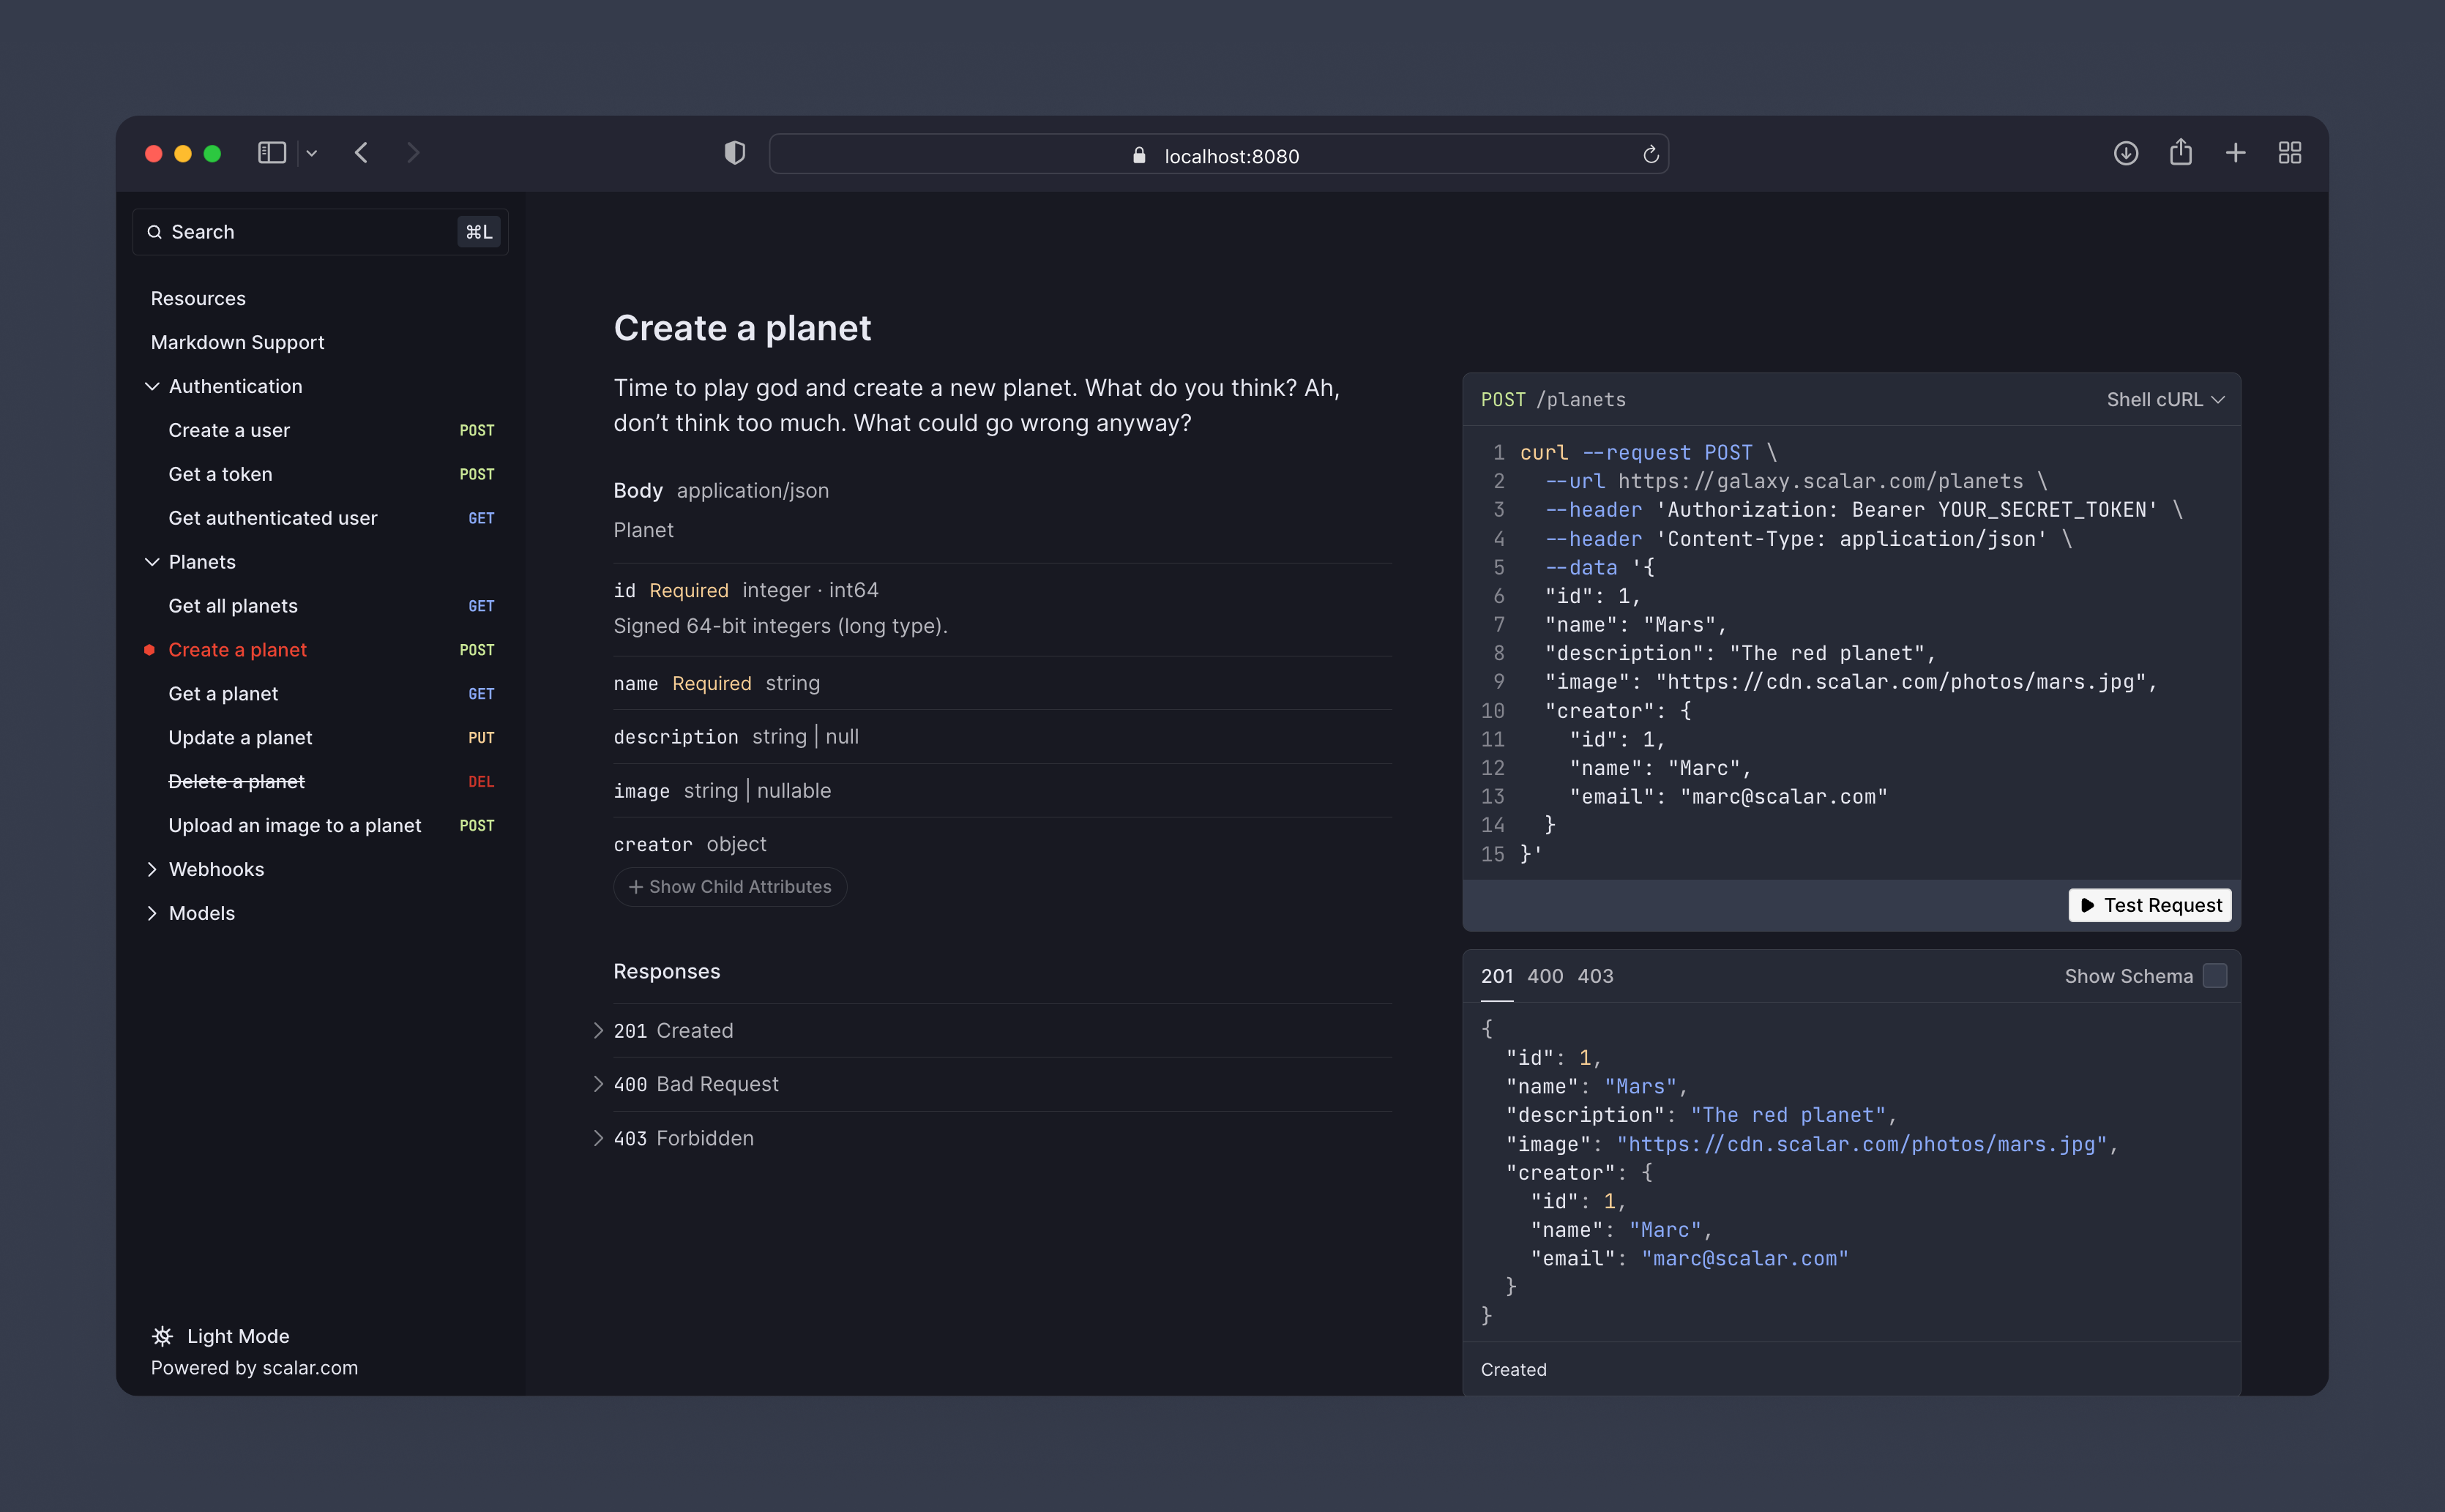 localhost:8080
Search
⌘L
Resources
Markdown Support
Authentication
Create a user POST
Get a token POST
Get authenticated user GET
Planets
Get all planets GET
Create a planet POST
Get a planet GET
Update a planet PUT
Delete a planet DEL
Upload an image to a planet POST
Webhooks
Models
Light Mode
Powered by scalar.com
Create a planet
Time to play god and create a new planet. What do you think? Ah,
don’t think too much. What could go wrong anyway?
Body application/json
Planet
id Required integer · int64
Signed 64-bit integers (long type).
name Required string
description string | null
image string | nullable
creator object
+ Show Child Attributes
Responses
201 Created
400 Bad Request
403 Forbidden
POST /planets Shell cURL
1 curl --request POST \
2 --url https://galaxy.scalar.com/planets \
3 --header 'Authorization: Bearer YOUR_SECRET_TOKEN' \
4 --header 'Content-Type: application/json' \
5 --data '{
6 "id": 1,
7 "name": "Mars",
8 "description": "The red planet",
9 "image": "https://cdn.scalar.com/photos/mars.jpg",
10 "creator": {
11 "id": 1,
12 "name": "Marc",
13 "email": "marc@scalar.com"
14 }
15 }'
Test Request
201 400 403 Show Schema
{
"id": 1,
"name": "Mars",
"description": "The red planet",
"image": "https://cdn.scalar.com/photos/mars.jpg",
"creator": {
"id": 1,
"name": "Marc",
"email": "marc@scalar.com"
}
}
Created